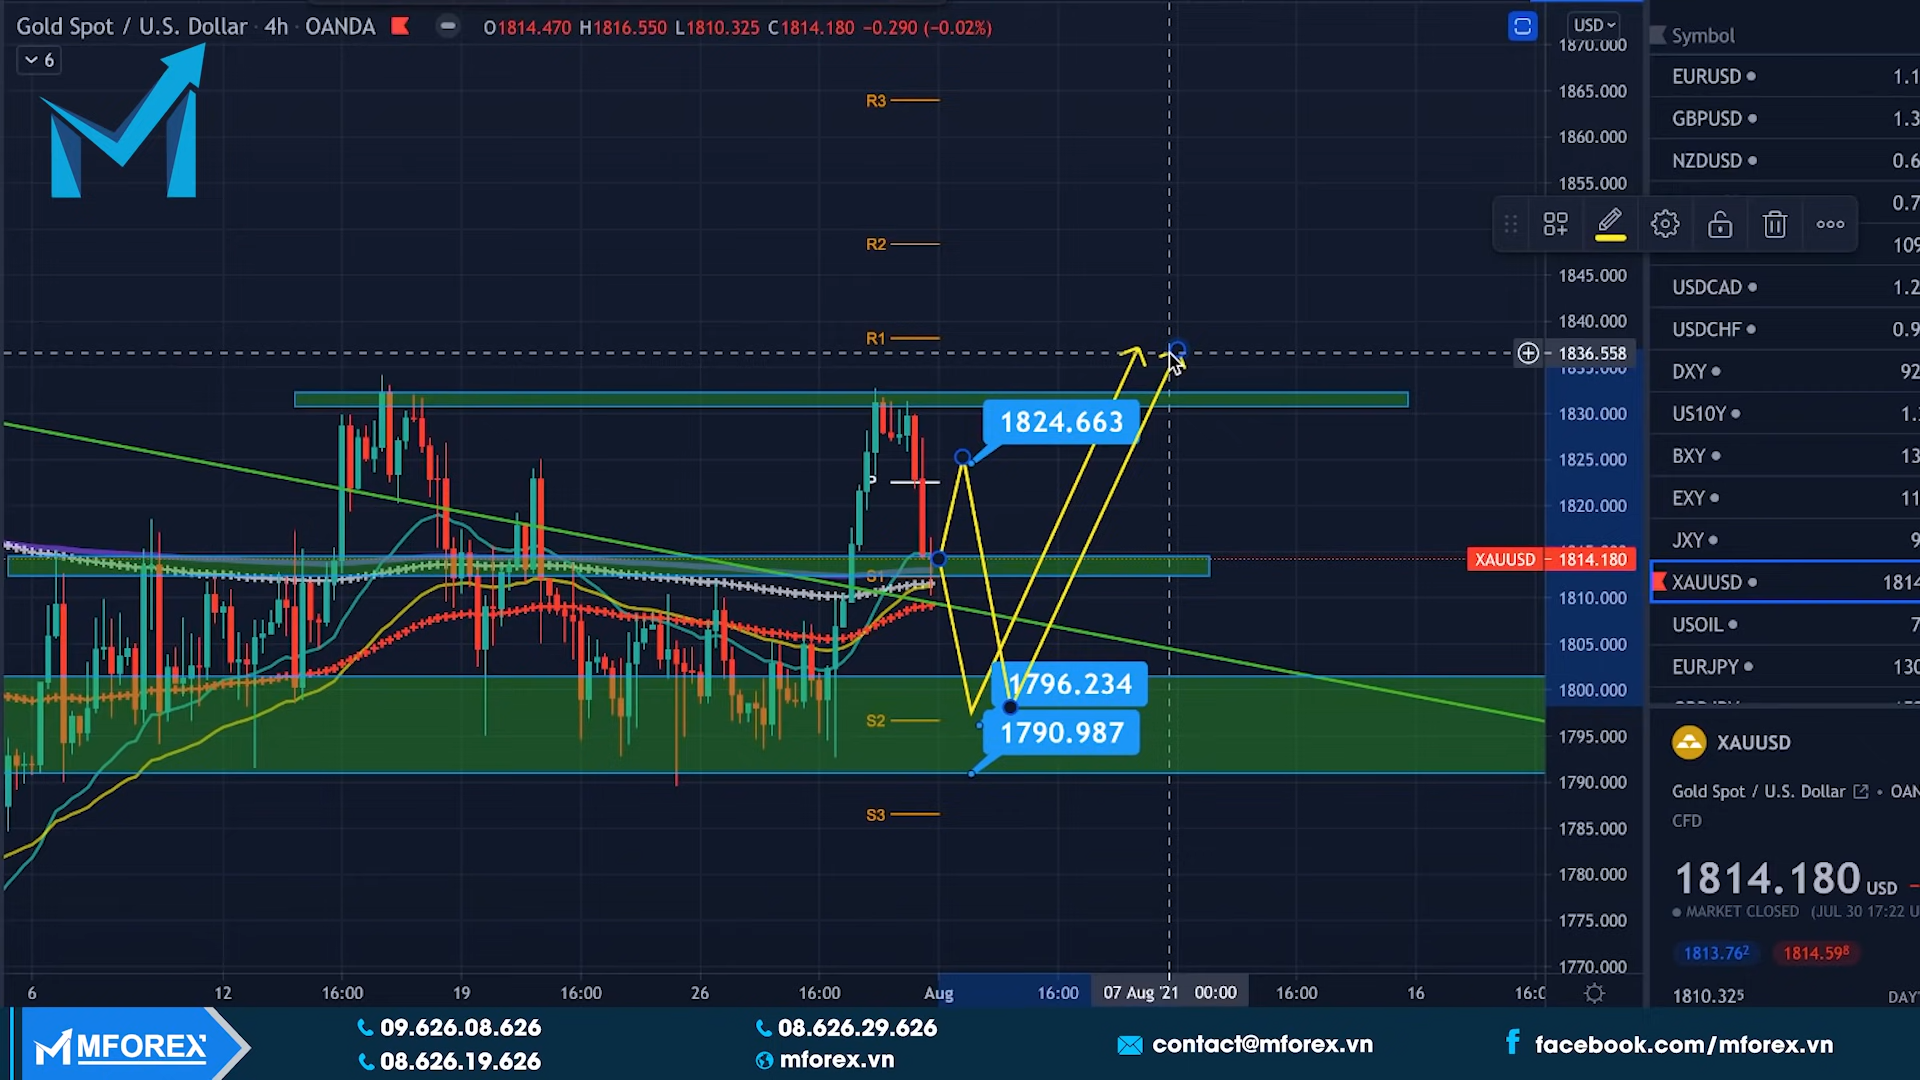 Gold Spot / U.S. Dollar · 4h · OANDA
O1814.470 H1816.550 L1810.325 C1814.180 −0.290 (−0.02%)
6
USD
1870.000
1865.000
1860.000
1855.000
1845.000
1840.000
1836.558
1835.000
1830.000
1825.000
1820.000
XAUUSD 1814.180
1810.000
1805.000
1800.000
1795.000
1790.000
1785.000
1780.000
1775.000
1770.000
R3
R2
R1
P
S1
S2
S3
1824.663
1796.234
1790.987
6
12
16:00
19
16:00
26
16:00
Aug
16:00
07 Aug '21 00:00
16:00
16
Symbol
EURUSD 1.1
GBPUSD 1.3
NZDUSD 0.6
0.7
109
USDCAD 1.2
USDCHF 0.9
DXY 92
US10Y 1.
BXY 13
EXY 11
JXY 9
XAUUSD 1814
USOIL 7
EURJPY 130
XAUUSD
Gold Spot / U.S. Dollar • OAN
CFD
1814.180 USD −
MARKET CLOSED (JUL 30 17:22 U
1813.762 1814.598
1810.325 DAY
MFOREX
09.626.08.626
08.626.19.626
08.626.29.626
mforex.vn
contact@mforex.vn
facebook.com/mforex.vn